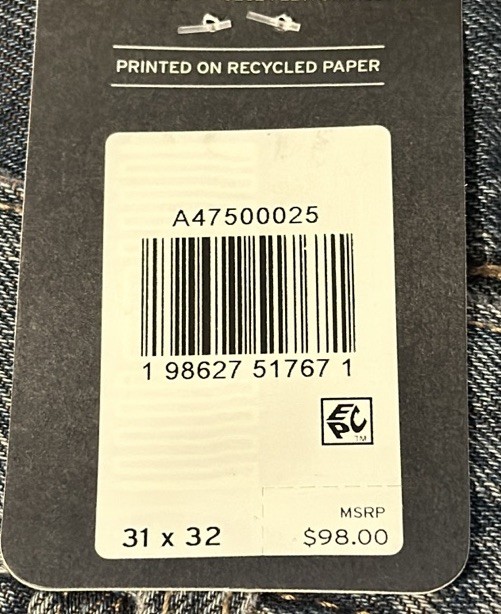 PRINTED ON RECYCLED PAPER
A47500025
1 98627 51767 1
EPC
TM
MSRP
31 x 32
$98.00